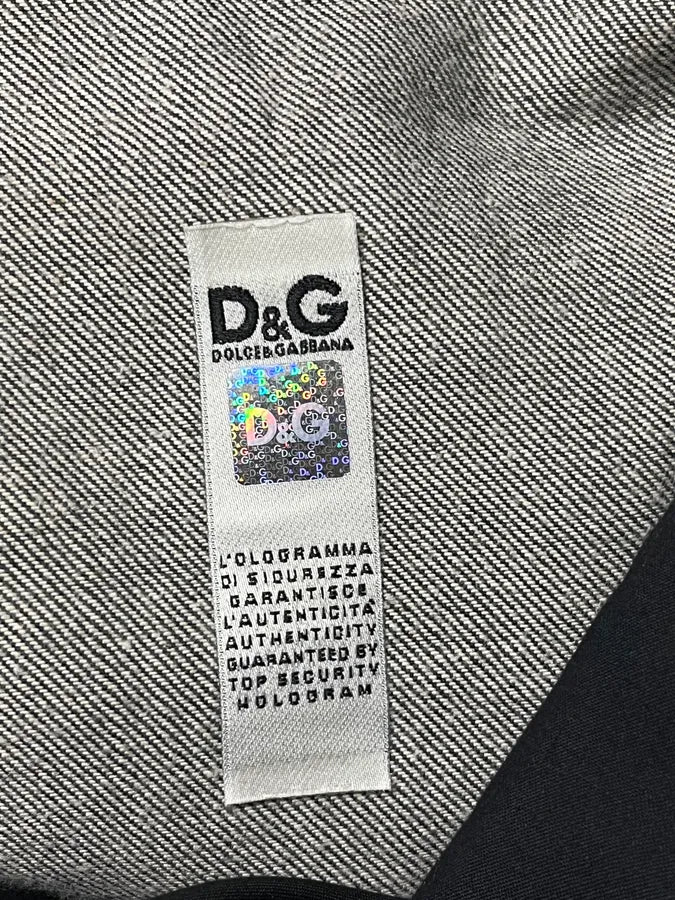 D&G
DOLCE&GABBANA
D&G
L'OLOGRAMMA
DI SICUREZZA
GARANTISCE
L'AUTENTICITÀ
AUTHENTICITY
GUARANTEED BY
TOP SECURITY
HOLOGRAM